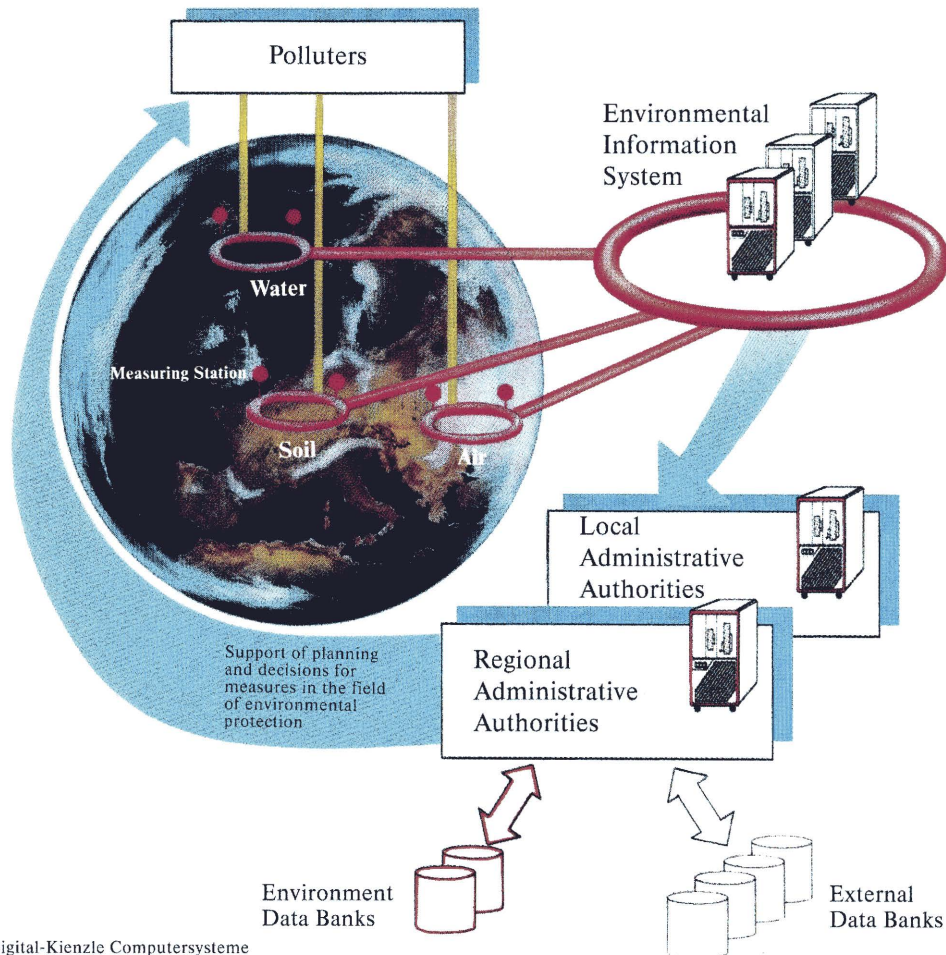 Polluters
Environmental
Information
System
Water
Measuring Station
Soil
Air
Local
Administrative
Authorities
Support of planning
and decisions for
measures in the field
of environmental
protection
Regional
Administrative
Authorities
Environment
Data Banks
External
Data Banks
igital-Kienzle Computersysteme